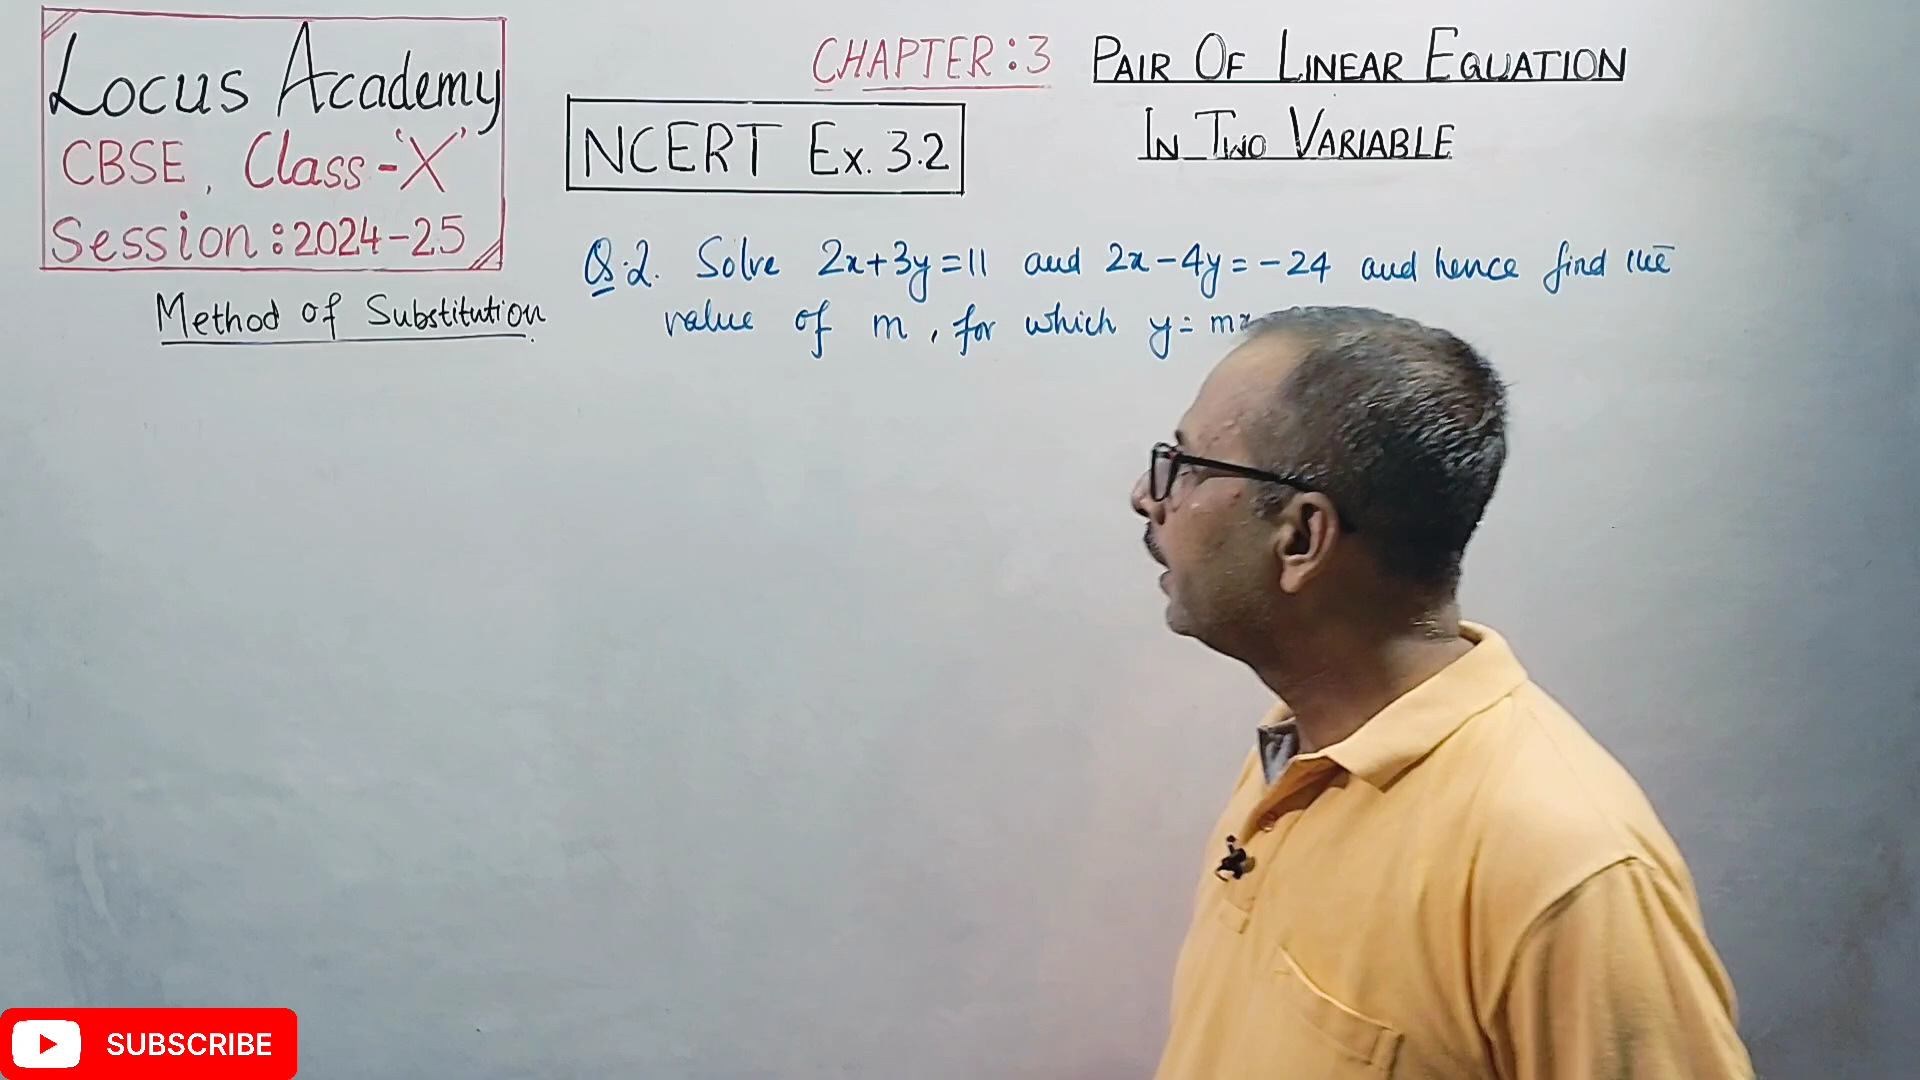 Locus Academy
CBSE, Class-'X'
Session:2024-25
CHAPTER:3 PAIR OF LINEAR EQUATION
IN TWO VARIABLE
NCERT Ex. 3.2
Method of Substitution
Q.2. Solve 2x+3y=11 and 2x-4y=-24 and hence find the
value of m, for which y=mx
SUBSCRIBE